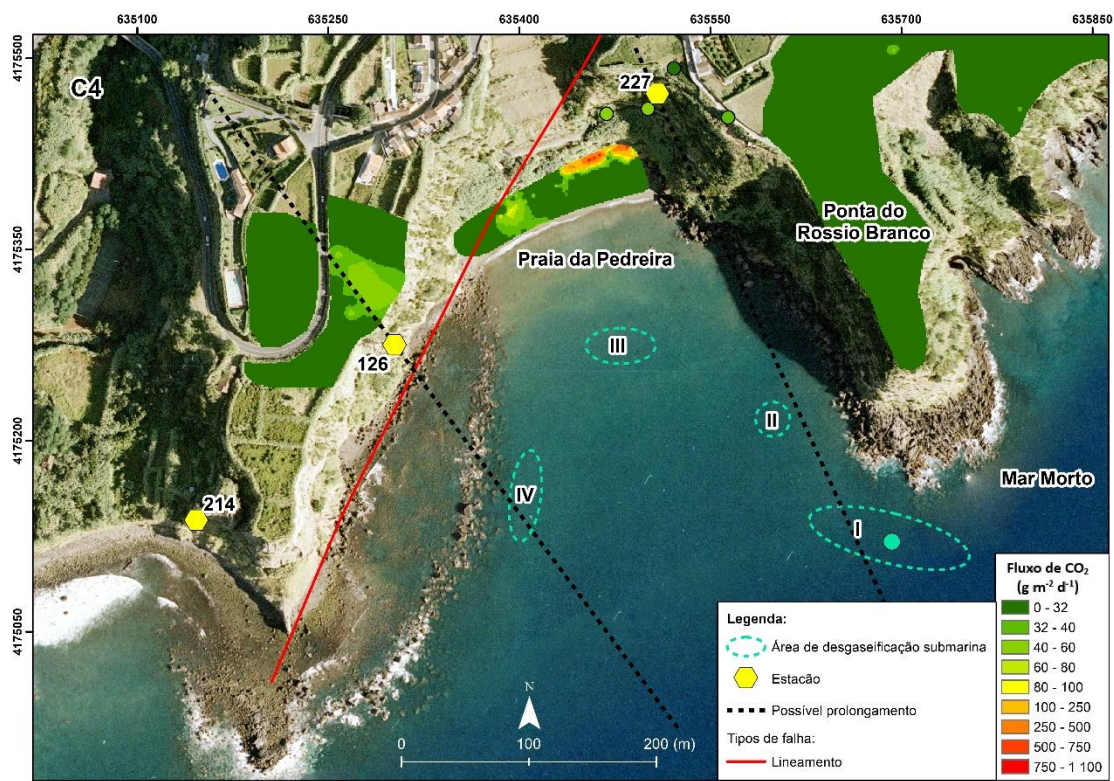 635100 635250 635400 635550 635700 635850
4175500
4175350
4175200
4175050
C4
227
Ponta do
Rossio Branco
Praia da Pedreira
126
III
II
Mar Morto
214
IV
I
Legenda:
Área de desgaseificação submarina
Estacão
Possível prolongamento
Tipos de falha:
Lineamento
Fluxo de CO₂
(g m⁻² d⁻¹)
0 - 32
32 - 40
40 - 60
60 - 80
80 - 100
100 - 250
250 - 500
500 - 750
750 - 1 100
N
0 100 200 (m)